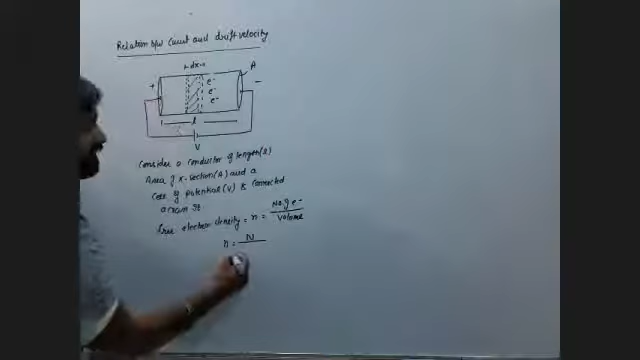 Relation b/w Current and drift velocity
dx
A
+
e⁻
-
e⁻
e⁻
l
V
Consider a Conductor of length(l)
Area of x-section(A) and a
Cell of potential (V) is connected
across it
free electron density = n = No of e⁻ / Volume
n = N